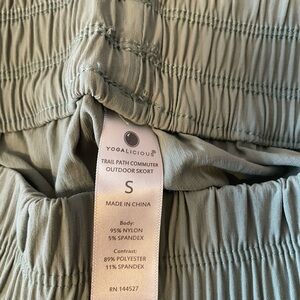 YOGALICIOUS
TRAIL PATH COMMUTER
OUTDOOR SKORT
S
MADE IN CHINA
Body:
95% NYLON
5% SPANDEX
Contrast:
89% POLYESTER
11% SPANDEX
RN 144527